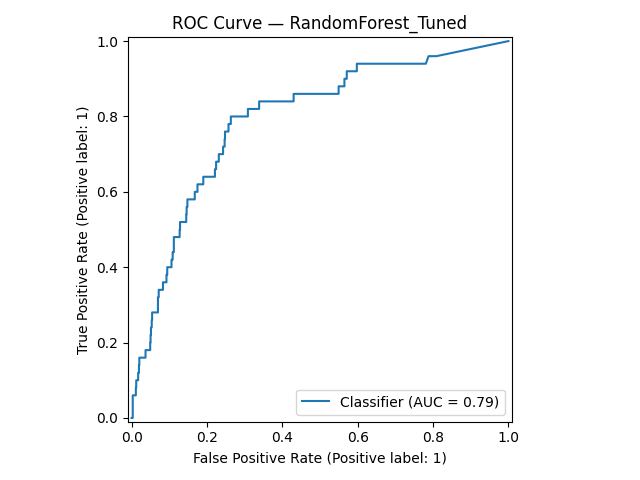 ROC Curve — RandomForest_Tuned
1.0
0.8
0.6
0.4
0.2
0.0
True Positive Rate (Positive label: 1)
Classifier (AUC = 0.79)
0.0 0.2 0.4 0.6 0.8 1.0
False Positive Rate (Positive label: 1)